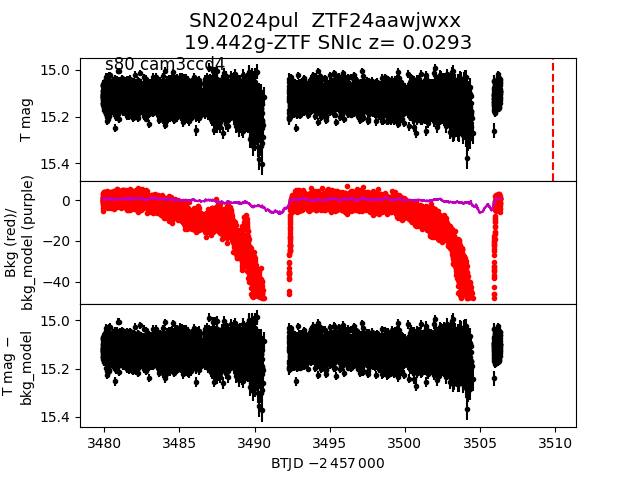 SN2024pul  ZTF24aawjwxx
19.442g-ZTF SNIc z= 0.0293
s80 cam3ccd4
15.0
15.2
15.4
T mag
0
−20
−40
Bkg (red)/
bkg_model (purple)
15.0
15.2
15.4
T mag −
bkg_model
3480 3485 3490 3495 3500 3505 3510
BTJD −2 457 000